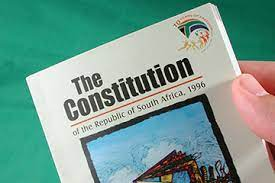 The
Constitution
of the Republic of South Africa, 1996